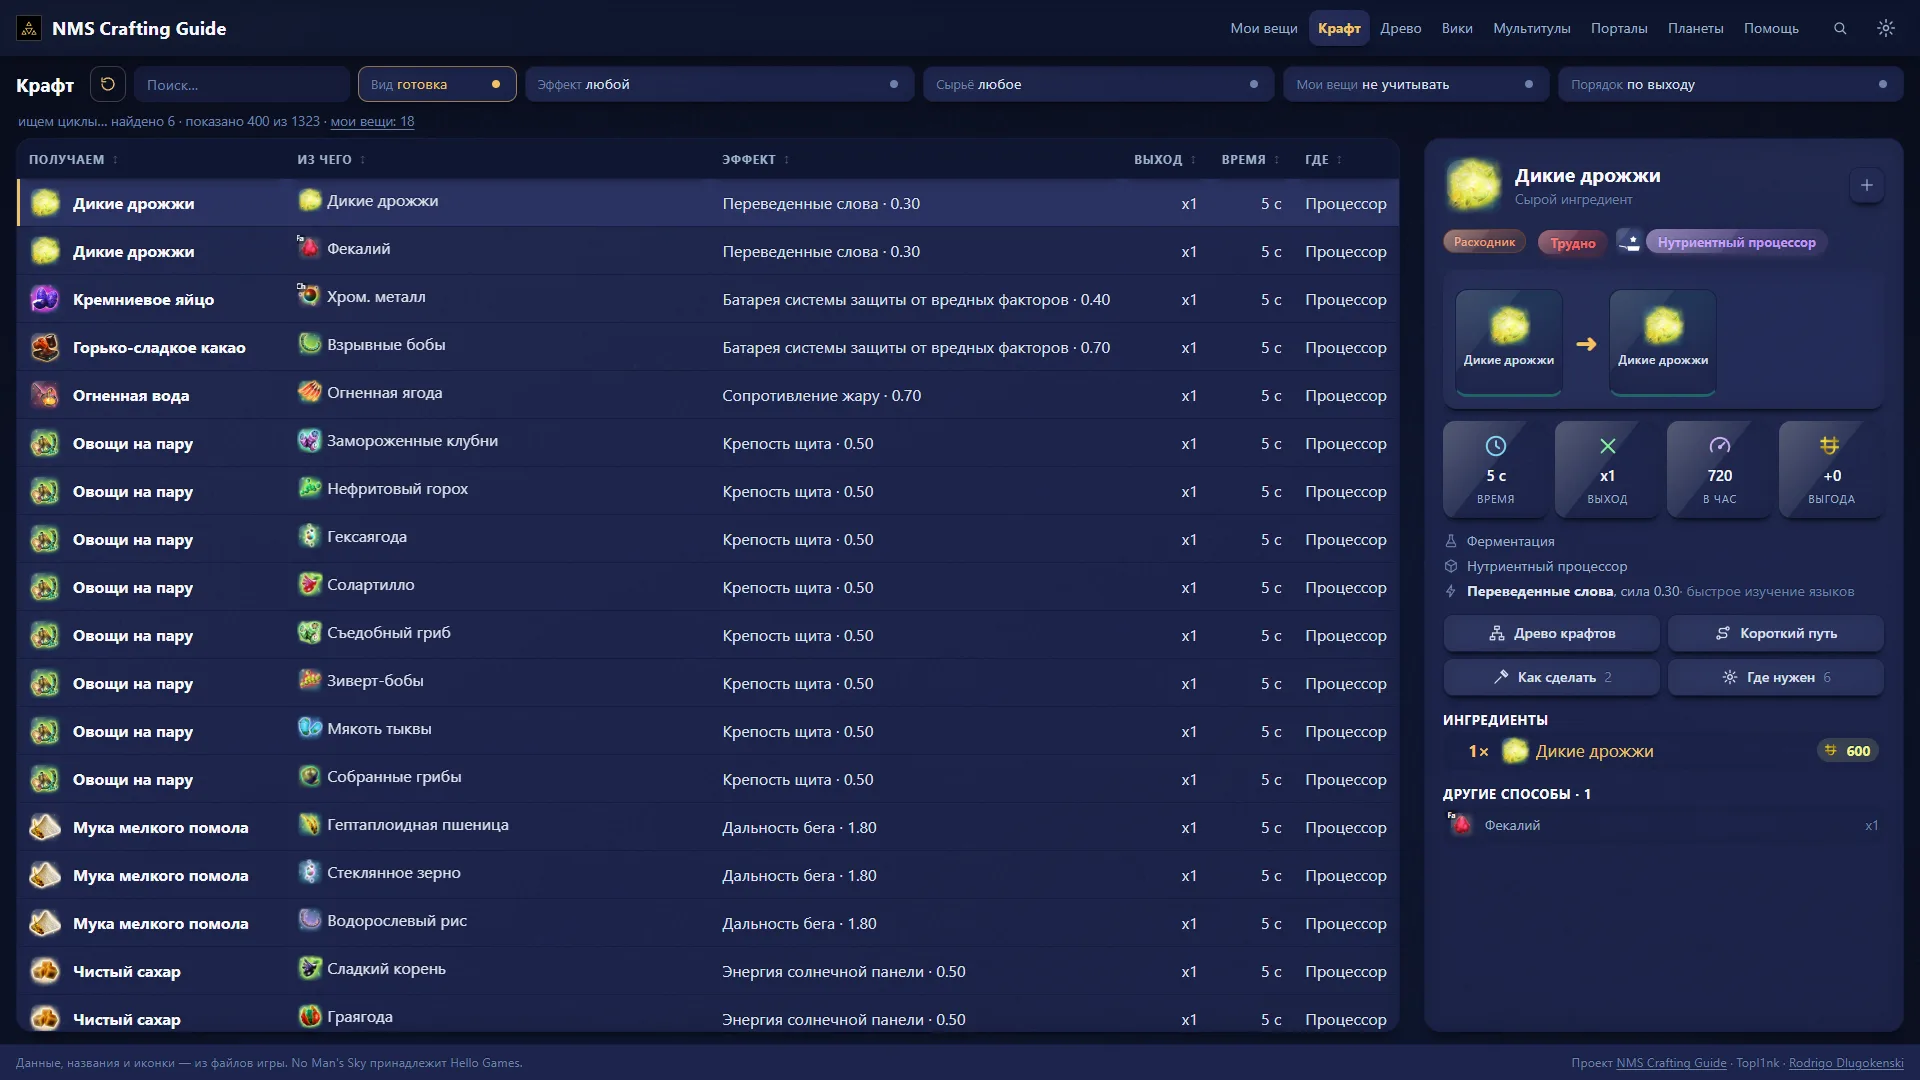 NMS Crafting Guide
Мои вещи Крафт Древо Вики Мультитулы Порталы Планеты Помощь
Крафт Поиск... Вид готовка Эффект любой Сырьё любое Мои вещи не учитывать Порядок по выходу
ищем циклы... найдено 6 · показано 400 из 1323 · мои вещи: 18
ПОЛУЧАЕМ ИЗ ЧЕГО ЭФФЕКТ ВЫХОД ВРЕМЯ ГДЕ
Дикие дрожжи Дикие дрожжи Переведенные слова · 0.30 x1 5 с Процессор
Дикие дрожжи Fa Фекалий Переведенные слова · 0.30 x1 5 с Процессор
Кремниевое яйцо Ch Хром. металл Батарея системы защиты от вредных факторов · 0.40 x1 5 с Процессор
Горько-сладкое какао Взрывные бобы Батарея системы защиты от вредных факторов · 0.70 x1 5 с Процессор
Огненная вода Огненная ягода Сопротивление жару · 0.70 x1 5 с Процессор
Овощи на пару Замороженные клубни Крепость щита · 0.50 x1 5 с Процессор
Овощи на пару Нефритовый горох Крепость щита · 0.50 x1 5 с Процессор
Овощи на пару Гексаягода Крепость щита · 0.50 x1 5 с Процессор
Овощи на пару Солартилло Крепость щита · 0.50 x1 5 с Процессор
Овощи на пару Съедобный гриб Крепость щита · 0.50 x1 5 с Процессор
Овощи на пару Зиверт-бобы Крепость щита · 0.50 x1 5 с Процессор
Овощи на пару Мякоть тыквы Крепость щита · 0.50 x1 5 с Процессор
Овощи на пару Собранные грибы Крепость щита · 0.50 x1 5 с Процессор
Мука мелкого помола Гептаплоидная пшеница Дальность бега · 1.80 x1 5 с Процессор
Мука мелкого помола Стеклянное зерно Дальность бега · 1.80 x1 5 с Процессор
Мука мелкого помола Водорослевый рис Дальность бега · 1.80 x1 5 с Процессор
Чистый сахар Сладкий корень Энергия солнечной панели · 0.50 x1 5 с Процессор
Чистый сахар Граягода Энергия солнечной панели · 0.50 x1 5 с Процессор
Дикие дрожжи
Сырой ингредиент
Расходник Трудно Нутриентный процессор
Дикие дрожжи → Дикие дрожжи
5 с x1 720 +0
ВРЕМЯ ВЫХОД В ЧАС ВЫГОДА
Ферментация
Нутриентный процессор
Переведенные слова, сила 0.30· быстрое изучение языков
Древо крафтов Короткий путь
Как сделать 2 Где нужен 6
ИНГРЕДИЕНТЫ
1× Дикие дрожжи 600
ДРУГИЕ СПОСОБЫ · 1
Fa Фекалий x1
Данные, названия и иконки — из файлов игры. No Man's Sky принадлежит Hello Games.
Проект NMS Crafting Guide · Topl1nk · Rodrigo Dlugokenski